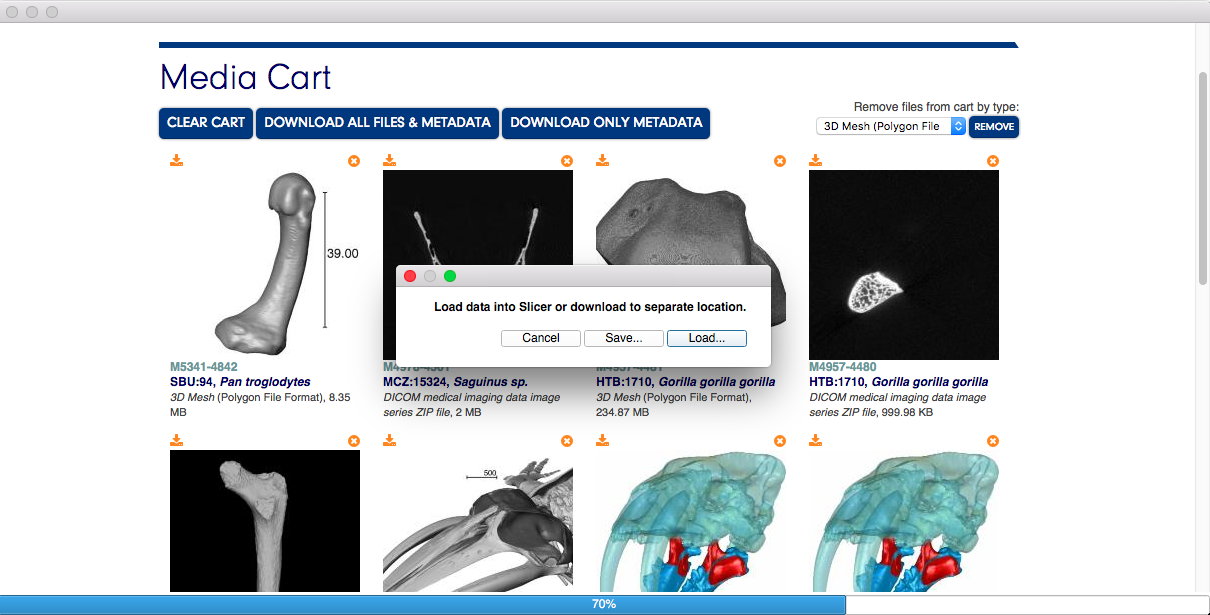 Media Cart
Remove files from cart by type:
CLEAR CART
DOWNLOAD ALL FILES & METADATA
DOWNLOAD ONLY METADATA
3D Mesh (Polygon File
REMOVE
39.00
Load data into Slicer or download to separate location.
Cancel
Save...
Load...
M5341-4842
SBU:94, Pan troglodytes
3D Mesh (Polygon File Format), 8.35
MB
MCZ:15324, Saguinus sp.
DICOM medical imaging data image
series ZIP file, 2 MB
HTB:1710, Gorilla gorilla gorilla
3D Mesh (Polygon File Format),
234.87 MB
M4957-4480
HTB:1710, Gorilla gorilla gorilla
DICOM medical imaging data image
series ZIP file, 999.98 KB
500
70%